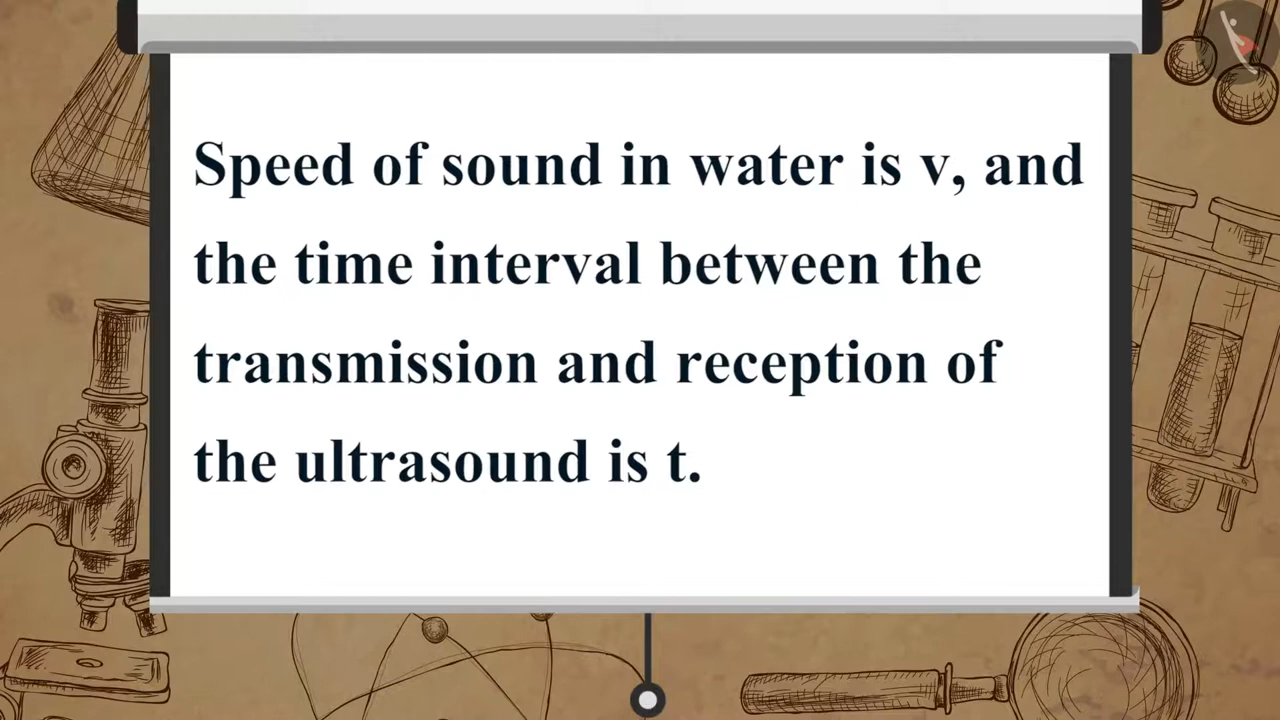 Speed of sound in water is v, and
the time interval between the
transmission and reception of
the ultrasound is t.